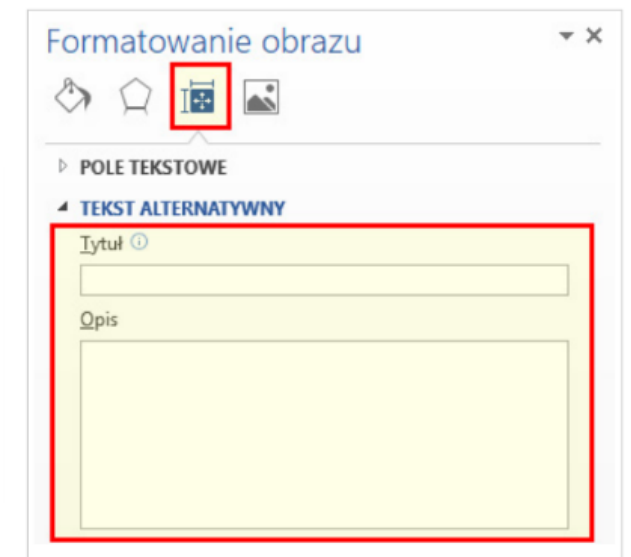 Formatowanie obrazu
POLE TEKSTOWE
TEKST ALTERNATYWNY
Tytuł
Opis